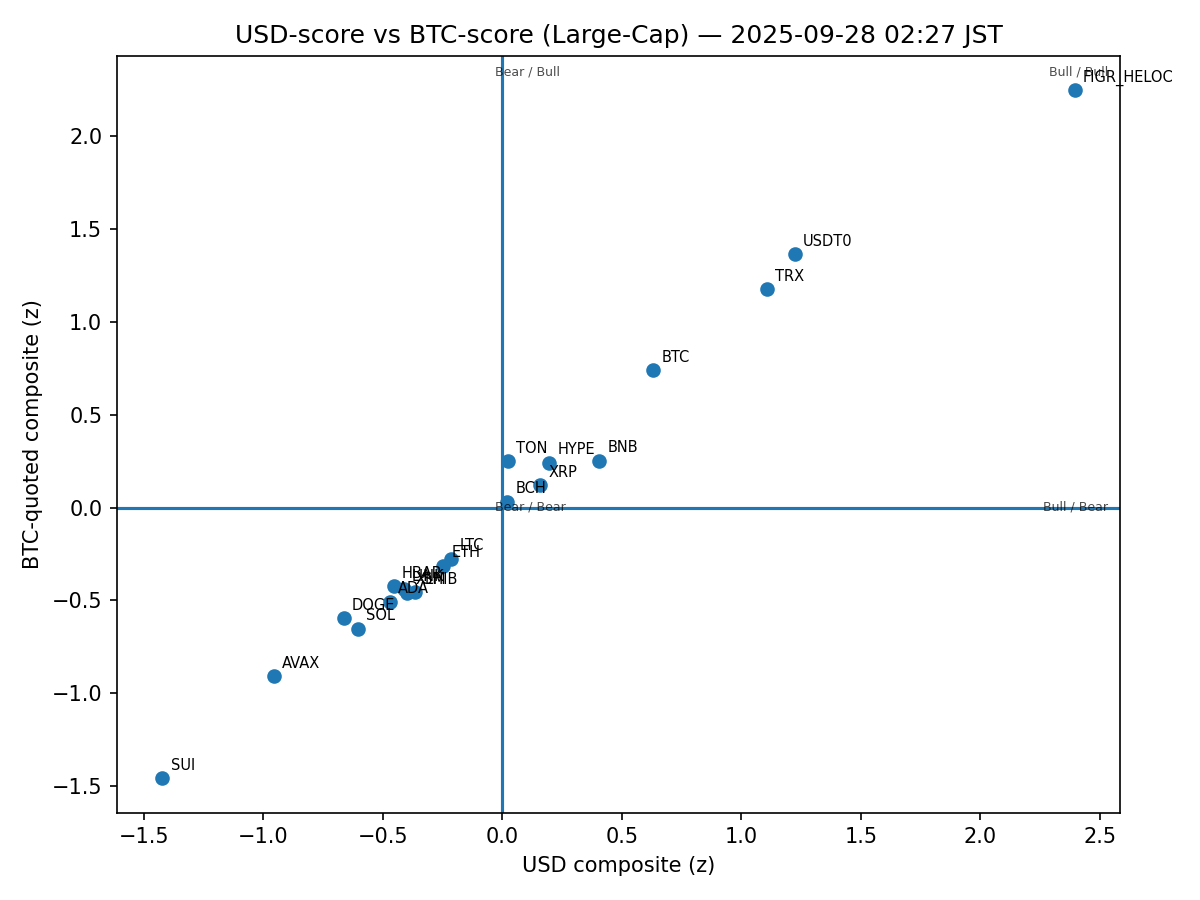 USD-score vs BTC-score (Large-Cap) — 2025-09-28 02:27 JST
Bear / Bull
Bull / Bull
FIGR_HELOC
USDT0
TRX
BTC
TON
HYPE
BNB
XRP
BCH
Bear / Bear
Bull / Bear
LTC
ETH
HBAR
ADA
DOGE
SOL
AVAX
SUI
2.0
1.5
1.0
0.5
0.0
−0.5
−1.0
−1.5
−1.5
−1.0
−0.5
0.0
0.5
1.0
1.5
2.0
2.5
USD composite (z)
BTC-quoted composite (z)